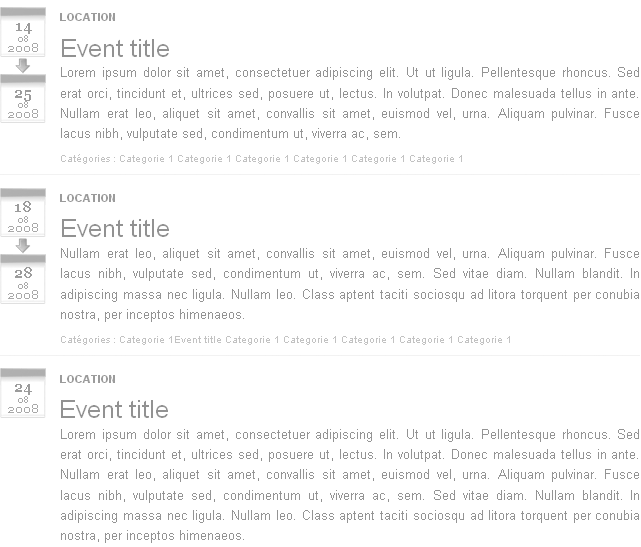 14
08
2008
25
08
2008
LOCATION
Event title
Lorem ipsum dolor sit amet, consectetuer adipiscing elit. Ut ut ligula. Pellentesque rhoncus. Sed
erat orci, tincidunt et, ultrices sed, posuere ut, lectus. In volutpat. Donec malesuada tellus in ante.
Nullam erat leo, aliquet sit amet, convallis sit amet, euismod vel, urna. Aliquam pulvinar. Fusce
lacus nibh, vulputate sed, condimentum ut, viverra ac, sem.
Catégories : Categorie 1 Categorie 1 Categorie 1 Categorie 1 Categorie 1 Categorie 1
18
08
2008
28
08
2008
LOCATION
Event title
Nullam erat leo, aliquet sit amet, convallis sit amet, euismod vel, urna. Aliquam pulvinar. Fusce
lacus nibh, vulputate sed, condimentum ut, viverra ac, sem. Sed vitae diam. Nullam blandit. In
adipiscing massa nec ligula. Nullam leo. Class aptent taciti sociosqu ad litora torquent per conubia
nostra, per inceptos himenaeos.
Catégories : Categorie 1Event title Categorie 1 Categorie 1 Categorie 1 Categorie 1 Categorie 1
24
08
2008
LOCATION
Event title
Lorem ipsum dolor sit amet, consectetuer adipiscing elit. Ut ut ligula. Pellentesque rhoncus. Sed
erat orci, tincidunt et, ultrices sed, posuere ut, lectus. In volutpat. Donec malesuada tellus in ante.
Nullam erat leo, aliquet sit amet, convallis sit amet, euismod vel, urna. Aliquam pulvinar. Fusce
lacus nibh, vulputate sed, condimentum ut, viverra ac, sem. Sed vitae diam. Nullam blandit. In
adipiscing massa nec ligula. Nullam leo. Class aptent taciti sociosqu ad litora torquent per conubia
nostra, per inceptos himenaeos.